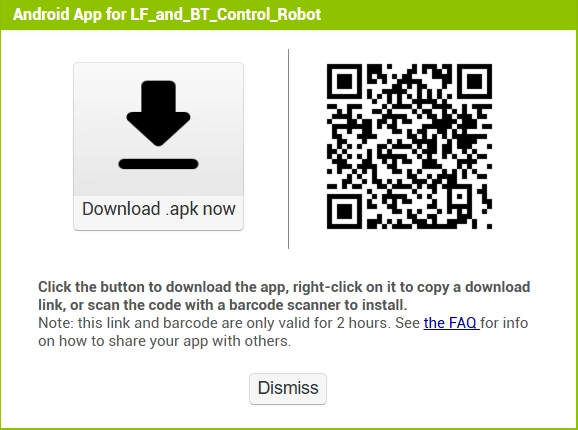 Android App for LF_and_BT_Control_Robot
Download .apk now
Click the button to download the app, right-click on it to copy a download
link, or scan the code with a barcode scanner to install.
Note: this link and barcode are only valid for 2 hours. See the FAQ for info
on how to share your app with others.
Dismiss